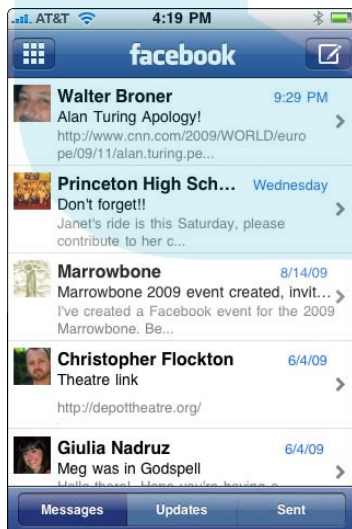 AT&T 4:19 PM
facebook
Walter Broner 9:29 PM
Alan Turing Apology!
http://www.cnn.com/2009/WORLD/euro
pe/09/11/alan.turing.pe...
Princeton High Sch... Wednesday
Don't forget!!
Janet's ride is this Saturday, please
contribute to her c...
Marrowbone 8/14/09
Marrowbone 2009 event created, invit...
I've created a Facebook event for the 2009
Marrowbone. Be...
Christopher Flockton 6/4/09
Theatre link
http://depottheatre.org/
Giulia Nadruz 6/4/09
Meg was in Godspell
Messages Updates Sent